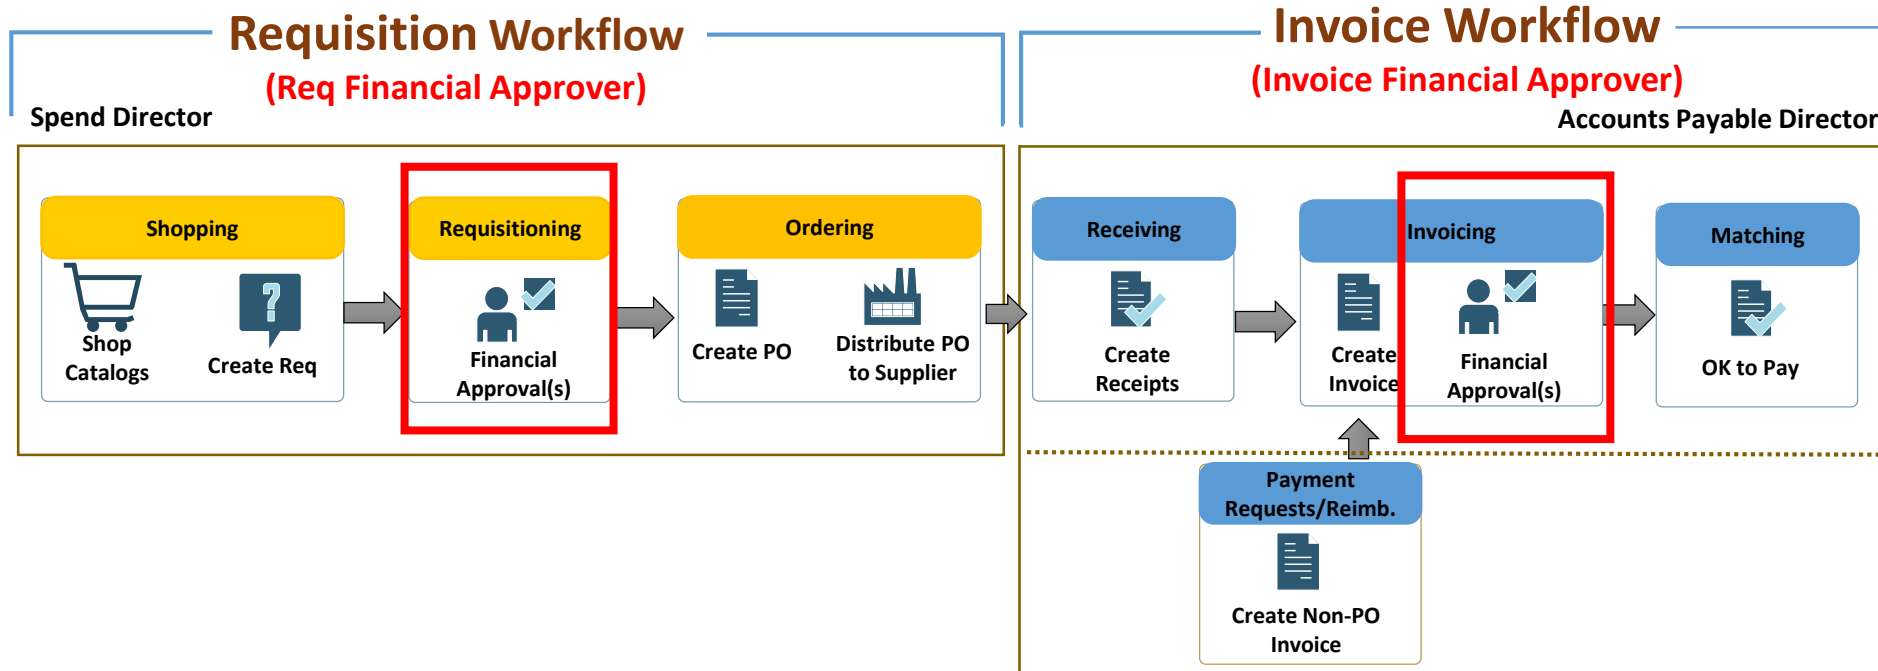 Requisition Workflow
(Req Financial Approver)
Spend Director
Invoice Workflow
(Invoice Financial Approver)
Accounts Payable Director
Shopping
Shop
Catalogs
Create Req
Requisitioning
Financial
Approval(s)
Ordering
Create PO
Distribute PO
to Supplier
Receiving
Create
Receipts
Invoicing
Create
Invoice
Financial
Approval(s)
Matching
OK to Pay
Payment
Requests/Reimb.
Create Non-PO
Invoice